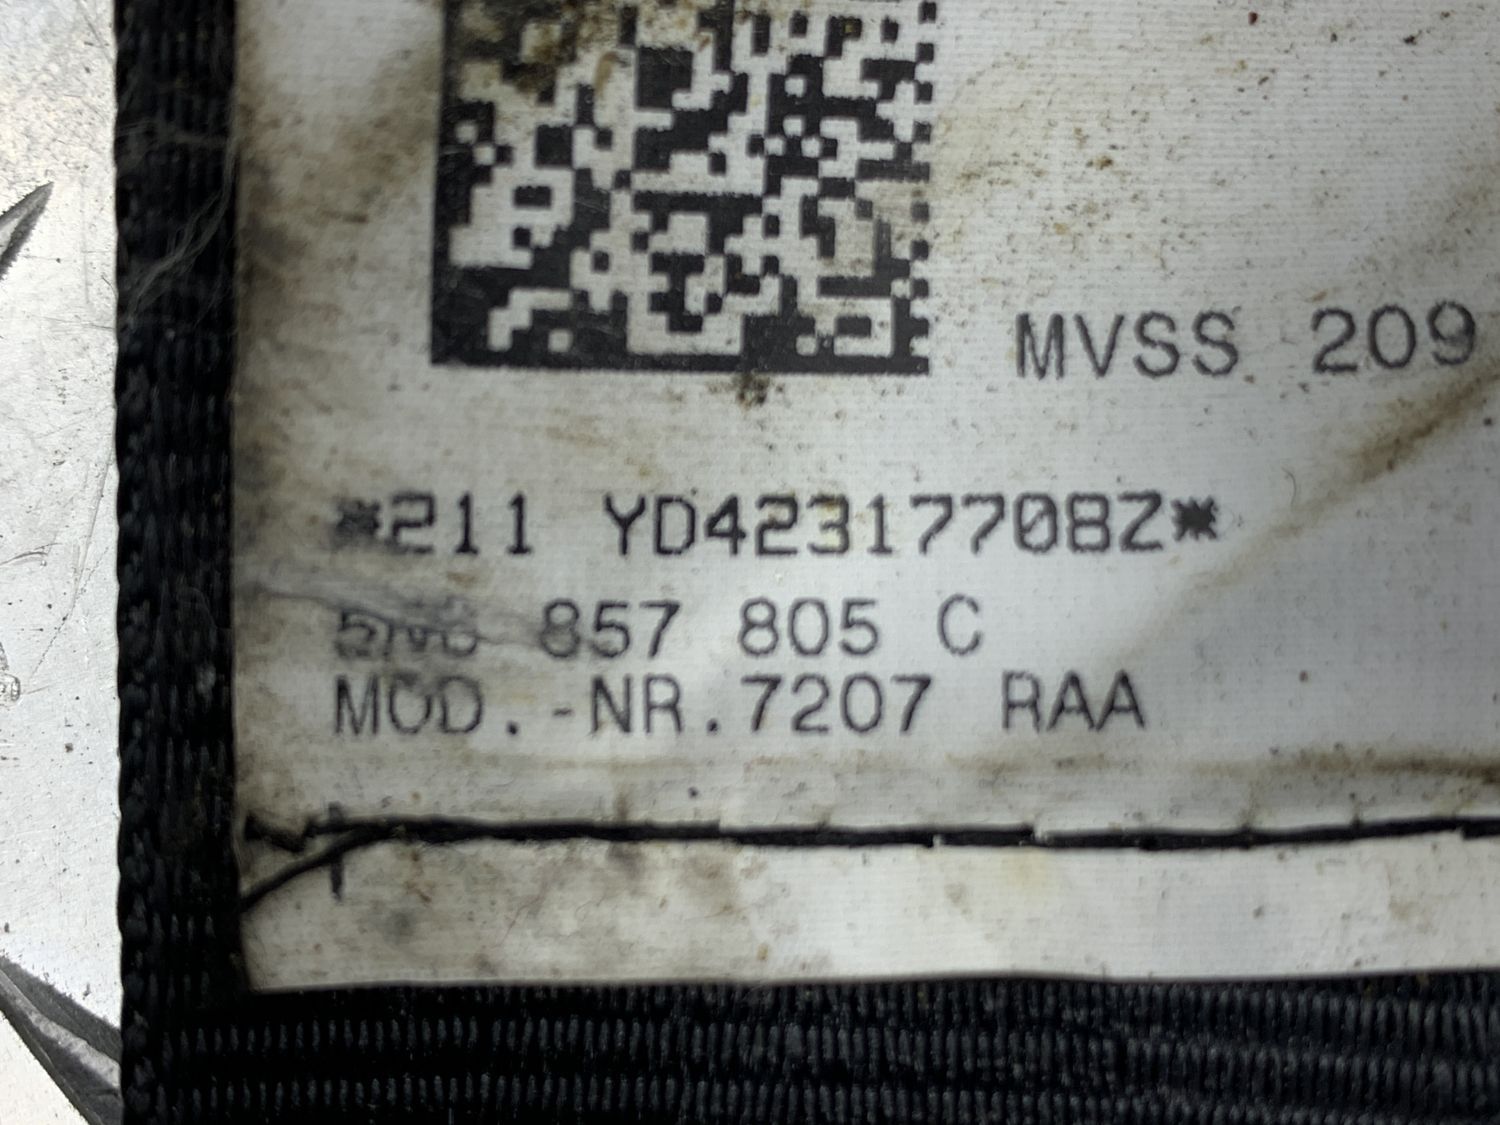 MVSS 209
*211 YD42317708Z*
857 805 C
MOD.-NR.7207 RAA